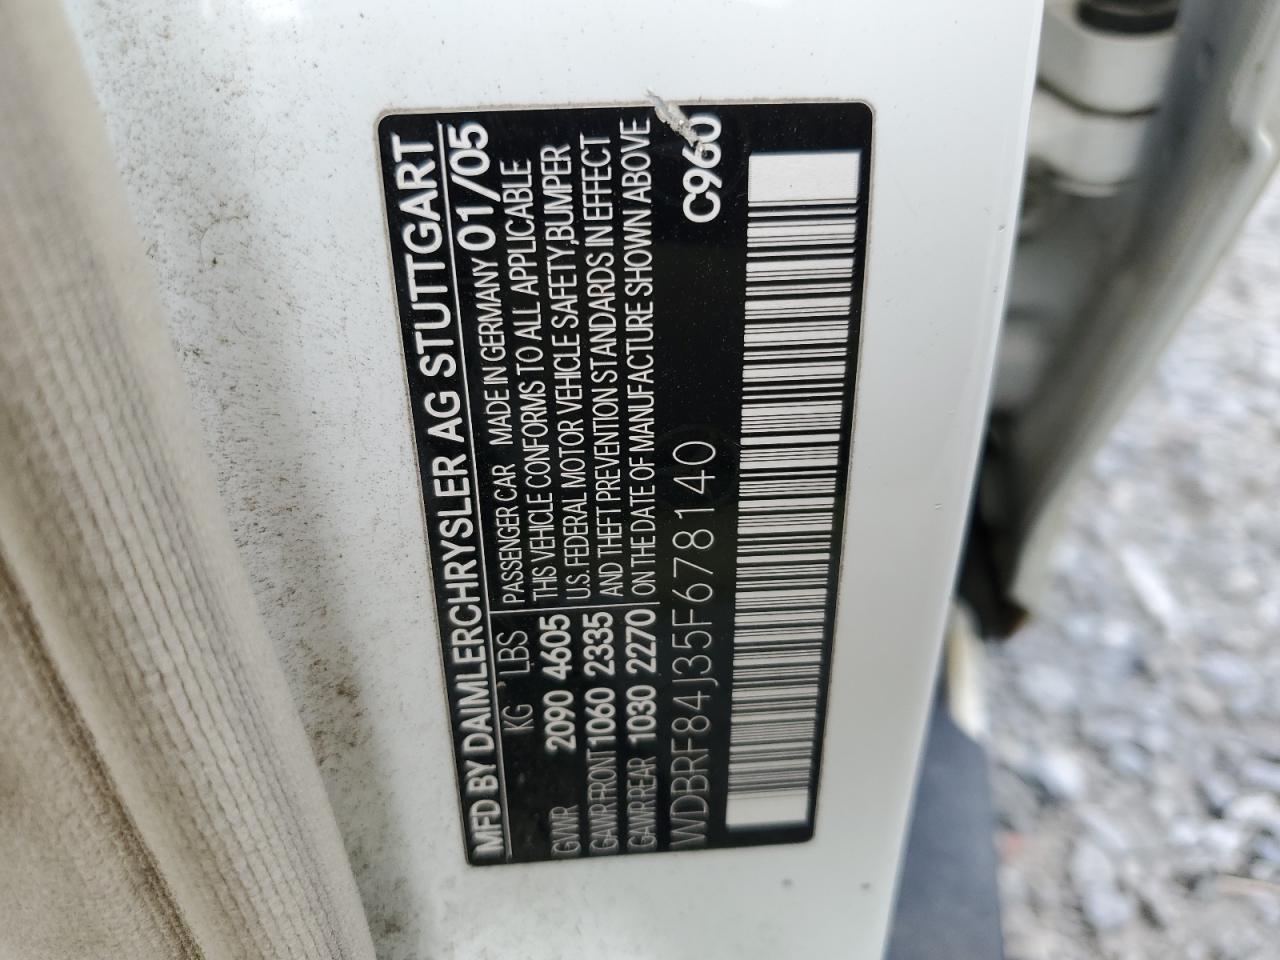 MFD BY DAIMLERCHRYSLER AG STUTTGART
KG LBS PASSENGER CAR MADE IN GERMANY 01/05
GVWR 2090 4605 THIS VEHICLE CONFORMS TO ALL APPLICABLE
U.S. FEDERAL MOTOR VEHICLE SAFETY,BUMPER
GAWR FRONT 1060 2335 AND THEFT PREVENTION STANDARDS IN EFFECT
GAWR REAR 1030 2270 ON THE DATE OF MANUFACTURE SHOWN ABOVE
WDBRF84J35F678140 C960